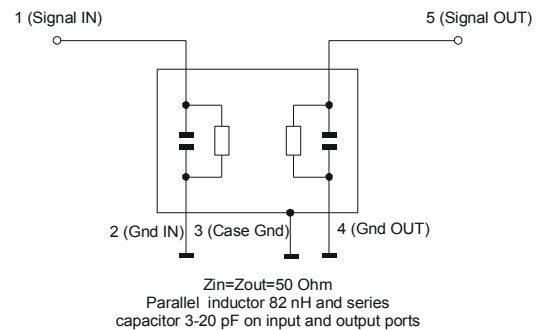 1 (Signal IN)
5 (Signal OUT)
2 (Gnd IN)
3 (Case Gnd)
4 (Gnd OUT)
Zin=Zout=50 Ohm
Parallel inductor 82 nH and series
capacitor 3-20 pF on input and output ports